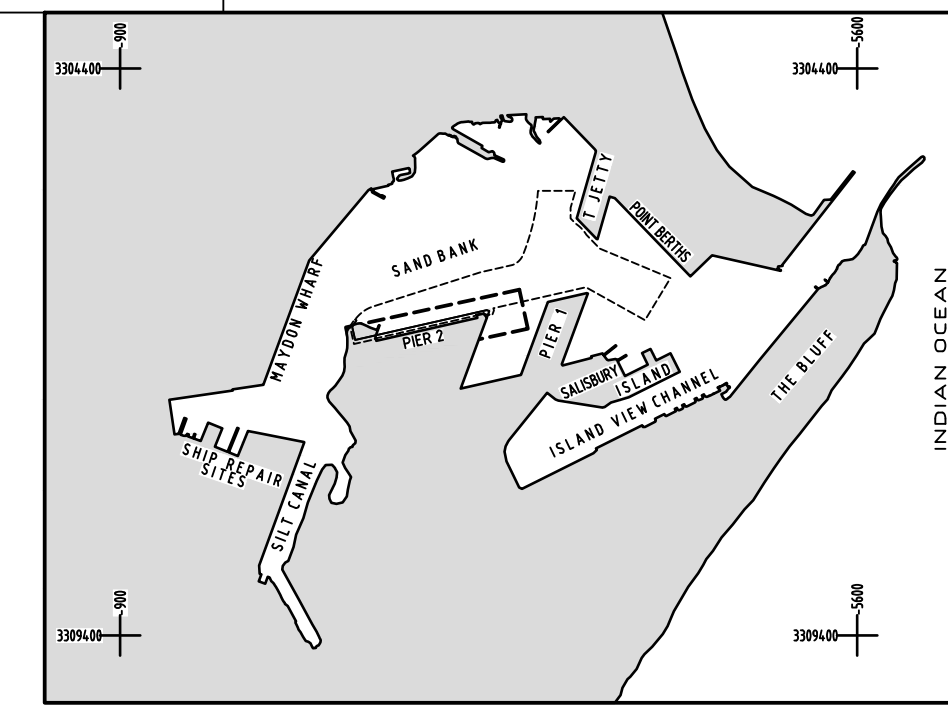 -900
3304400
-5600
3304400
T JETTY
POINT BERTHS
SAND BANK
MAYDON WHARF
PIER 2
PIER 1
THE BLUFF
INDIAN OCEAN
SALISBURY
ISLAND
ISLAND VIEW CHANNEL
SHIP REPAIR
SITES
SILT CANAL
-900
3309400
-5600
3309400